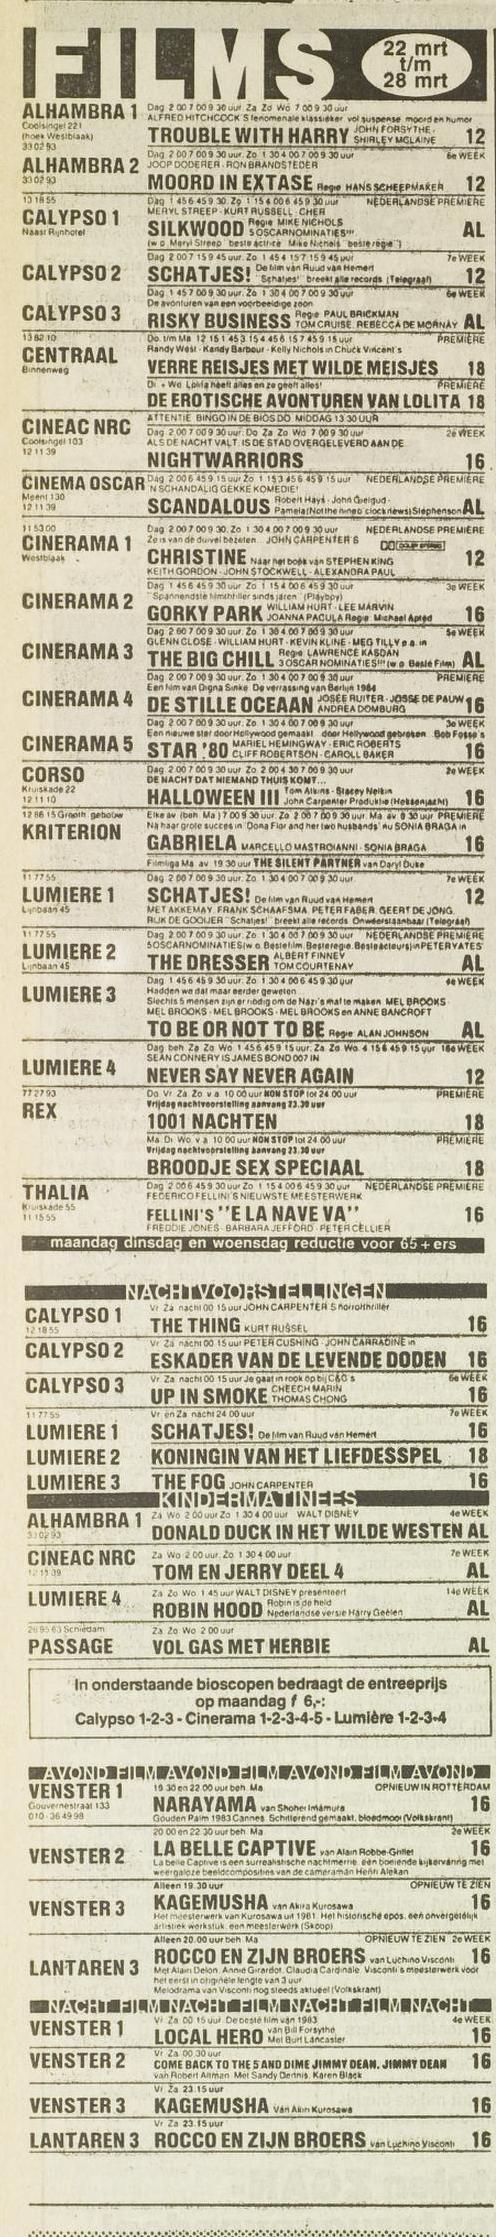 FILMS
22 mrt
t/m
28 mrt
ALHAMBRA 1
Coolsingel 221
(hoek Westblaak)
33 02 93
Dag 2 00 7 00 9 30 uur Za Zo Wo 7 00 9 30 uur
ALFRED HITCHCOCK'S fenomenale klassieker vol suspense moord en humor
TROUBLE WITH HARRY JOHN FORSYTHE - SHIRLEY MCLAINE 12
ALHAMBRA 2
33 02 93
Dag 2 00 7 00 9 30 uur Zo 1 30 4 00 7 00 9 30 uur 6e WEEK
JOOP DODERER - RON BRANDSTEDER
MOORD IN EXTASE Regie HANS SCHEEPMAKER 12
13 18 55
CALYPSO 1
Naast Rijnhotel
Dag 1 45 6 45 9 30 Zo 1 15 4 00 6 45 9 30 uur NEDERLANDSE PREMIERE
MERYL STREEP - KURT RUSSELL - CHER
SILKWOOD Regie MIKE NICHOLS 5 OSCARNOMINATIES!!! AL
(w o Meryl Streep "beste actrice" Mike Nichols "beste regie")
CALYPSO 2
Dag 2 00 7 15 9 45 uur Zo 1 45 4 15 7 15 9 45 uur 7e WEEK
SCHATJES! De film van Ruud van Hemert "Schatjes!" breekt alle records (Telegraaf) 12
CALYPSO 3
Dag 1 45 7 00 9 30 uur Zo 1 30 4 00 7 00 9 30 uur 6e WEEK
De avonturen van een voorbeeldige zoon
RISKY BUSINESS Regie PAUL BRICKMAN TOM CRUISE, REBECCA DE MORNAY AL
13 82 10
CENTRAAL
Binnenweg
Do t/m Ma 12 15 1 45 3 15 4 45 6 15 7 45 9 15 uur PREMIERE
Randy West - Kandy Barbour - Kelly Nichols in Chuck Vincent's
VERRE REISJES MET WILDE MEISJES 18
Di + Wo Lolita heeft alles en ze geeft alles! PREMIERE
DE EROTISCHE AVONTUREN VAN LOLITA 18
CINEAC NRC
Coolsingel 103
12 11 39
ATTENTIE BINGO IN DE BIOS DO MIDDAG 13 30 UUR
Dag 2 00 7 00 9 30 uur Do Za Zo Wo 7 00 9 30 uur 2e WEEK
ALS DE NACHT VALT IS DE STAD OVERGELEVERD AAN DE
NIGHTWARRIORS 16
CINEMA OSCAR
Meent 130
12 11 39
Dag 2 00 6 45 9 15 uur Zo 1 15 3 45 6 45 9 15 uur NEDERLANDSE PREMIERE
'N SCHANDALIG GEKKE KOMEDIE!
SCANDALOUS Robert Hays - John Gielgud - Pamela (Not the nine o clock news) Stephenson AL
11 53 00
CINERAMA 1
Westblaak
Dag 2 00 7 00 9 30 Zo 1 30 4 00 7 00 9 30 uur NEDERLANDSE PREMIERE
Ze is van de duivel bezeten JOHN CARPENTER'S
DOLBY STEREO
CHRISTINE Naar het boek van STEPHEN KING 12
KEITH GORDON - JOHN STOCKWELL - ALEXANDRA PAUL
CINERAMA 2
Dag 1 45 6 45 9 30 uur Zo 1 15 4 00 6 45 9 30 uur 3e WEEK
"Spannendste filmthriller sinds jaren" (Playboy)
GORKY PARK WILLIAM HURT - LEE MARVIN JOANNA PACULA Regie Michael Apted 16
CINERAMA 3
Dag 2 00 7 00 9 30 uur Zo 1 30 4 00 7 00 9 30 uur 5e WEEK
GLENN CLOSE - WILLIAM HURT - KEVIN KLINE - MEG TILLY e.a. in
THE BIG CHILL Regie LAWRENCE KASDAN 3 OSCARNOMINATIES!!! (w o Beste Film) AL
CINERAMA 4
Dag 2 00 7 00 9 30 uur Zo 1 30 4 00 7 00 9 30 uur PREMIERE
Een film van Digna Sinke De verrassing van Berlijn 1984
DE STILLE OCEAAN JOSÉE RUITER - JOSSE DE PAUW ANDREA DOMBURG 16
CINERAMA 5
Dag 2 00 7 00 9 30 uur Zo 1 30 4 00 7 00 9 30 uur 3e WEEK
Een nieuwe ster door Hollywood gemaakt door Hollywood gebroken Bob Fosse's
STAR '80 MARIEL HEMINGWAY - ERIC ROBERTS CLIFF ROBERTSON - CAROLL BAKER 16
CORSO
Kruiskade 22
12 11 10
Dag 2 00 7 00 9 30 uur Zo 2 00 4 30 7 00 9 30 uur 2e WEEK
DE NACHT DAT NIEMAND THUIS KOMT...
HALLOWEEN III Tom Atkins - Stacey Nelkin John Carpenter Produktie (Heksenjacht) 16
12 86 15 Grooth gebouw
KRITERION
Elke av (beh Ma) 7 00 9 30 uur Zo 2 00 7 00 9 30 uur Ma av 9 30 uur PREMIERE
Na haar grote succes in 'Dona Flor and her two husbands' nu SONIA BRAGA in
GABRIELA MARCELLO MASTROIANNI - SONIA BRAGA 16
Filmliga Ma av 19 30 uur THE SILENT PARTNER van Daryl Duke
11 77 55
LUMIERE 1
Lijnbaan 45
Dag 2 00 7 00 9 30 uur Zo 1 30 4 00 7 00 9 30 uur 7e WEEK
SCHATJES! De film van Ruud van Hemert 12
MET AKKEMAY, FRANK SCHAAFSMA, PETER FABER, GEERT DE JONG,
RIJK DE GOOIJER "Schatjes!" breekt alle records Onweerstaanbaar (Telegraaf)
11 77 55
LUMIERE 2
Lijnbaan 45
Dag 2 00 7 00 9 30 uur Zo 1 30 4 00 7 00 9 30 uur NEDERLANDSE PREMIERE
5 OSCARNOMINATIES (w o Beste film, Beste regie, Beste acteurs) in PETER YATES'
THE DRESSER ALBERT FINNEY TOM COURTENAY AL
LUMIERE 3
Dag 1 45 6 45 9 30 uur Zo 1 15 4 00 6 45 9 30 uur 4e WEEK
Hadden we dat maar eerder geweten
Slechts 5 mensen zijn er nodig om de Nazi's mat te maken MEL BROOKS -
MEL BROOKS - MEL BROOKS - MEL BROOKS en ANNE BANCROFT
TO BE OR NOT TO BE Regie ALAN JOHNSON AL
LUMIERE 4
Dag beh Za Zo Wo 1 45 6 45 9 15 uur Za Zo Wo 4 15 6 45 9 15 uur 16e WEEK
SEAN CONNERY IS JAMES BOND 007 IN
NEVER SAY NEVER AGAIN 12
77 27 93
REX
Do Vr Za Zo v a 10 00 uur NON STOP tot 24 00 uur PREMIERE
Vrijdag nachtvoorstelling aanvang 23.30 uur
1001 NACHTEN 18
Ma Di Wo v a 10 00 uur NON STOP tot 24 00 uur PREMIERE
Vrijdag nachtvoorstelling aanvang 23.30 uur
BROODJE SEX SPECIAAL 18
THALIA
Kruiskade 55
11 15 55
Dag 2 00 6 45 9 30 uur Zo 1 15 4 00 6 45 9 30 uur NEDERLANDSE PREMIERE
FEDERICO FELLINI'S NIEUWSTE MEESTERWERK
FELLINI'S "E LA NAVE VA" 16
FREDDIE JONES - BARBARA JEFFORD - PETER CELLIER
maandag dinsdag en woensdag reductie voor 65+ers
NACHTVOORSTELLINGEN
CALYPSO 1
12 18 55
Vr Za nacht 00 15 uur JOHN CARPENTER'S horrorthriller
THE THING KURT RUSSEL 16
CALYPSO 2
Vr Za nacht 00 15 uur PETER CUSHING - JOHN CARRADINE in
ESKADER VAN DE LEVENDE DODEN 16
CALYPSO 3
Vr Za nacht 00 15 uur Je gaat in rook op bij C&C's 6e WEEK
UP IN SMOKE CHEECH MARIN THOMAS CHONG 16
11 77 55
LUMIERE 1
Vr en Za nacht 24 00 uur 7e WEEK
SCHATJES! De film van Ruud van Hemert 16
LUMIERE 2 KONINGIN VAN HET LIEFDESSPEL 18
LUMIERE 3 THE FOG JOHN CARPENTER 16
KINDERMATINEES
ALHAMBRA 1
33 02 93
Za Wo 2 00 uur Zo 1 30 4 00 uur WALT DISNEY 4e WEEK
DONALD DUCK IN HET WILDE WESTEN AL
CINEAC NRC
12 11 39
Za Wo 2 00 uur Zo 1 30 4 00 uur 7e WEEK
TOM EN JERRY DEEL 4 AL
LUMIERE 4
Za Zo Wo 1 45 uur WALT DISNEY presenteert 14e WEEK
ROBIN HOOD Robin is de held Nederlandse versie Harry Geelen AL
26 95 63 Schiedam
PASSAGE
Za Zo Wo 2 00 uur
VOL GAS MET HERBIE AL
In onderstaande bioscopen bedraagt de entreeprijs
op maandag f 6,-:
Calypso 1-2-3 - Cinerama 1-2-3-4-5 - Lumière 1-2-3-4
AVOND FILM AVOND FILM AVOND FILM AVOND
VENSTER 1
Gouvernestraat 133
010-36 49 98
19 30 en 22 00 uur beh Ma OPNIEUW IN ROTTERDAM
NARAYAMA van Shohei Imamura 16
Gouden Palm 1983 Cannes Schitterend gemaakt, bloedmooi (Volkskrant)
VENSTER 2
20 00 en 22 30 uur beh Ma 2e WEEK
LA BELLE CAPTIVE van Alain Robbe-Grillet 16
La belle Captive is een surrealistische nachtmerrie, een boeiende kijkervaring met
weergaloze beeldcomposities van de cameraman Henri Alekan
VENSTER 3
Alleen 19.30 uur OPNIEUW TE ZIEN
KAGEMUSHA van Akira Kurosawa 16
Het meesterwerk van Kurosawa uit 1981 Het historische epos, een onvergetelijk
artistiek werkstuk, een meesterwerk (Skoop)
LANTAREN 3
Alleen 20.00 uur beh Ma OPNIEUW TE ZIEN 2e WEEK
ROCCO EN ZIJN BROERS van Luchino Visconti 16
Met Alain Delon, Annie Girardot, Claudia Cardinale. Visconti's meesterwerk voor
het eerst in originele lengte van 3 uur
Melodrama van Visconti nog steeds aktueel (Volkskrant)
NACHT FILM NACHT FILM NACHT FILM NACHT
VENSTER 1
Vr Za 00 15 uur De beste film van 1983 4e WEEK
LOCAL HERO van Bill Forsythe Met Burt Lancaster 16
VENSTER 2
Vr Za 00.30 uur
COME BACK TO THE 5 AND DIME JIMMY DEAN, JIMMY DEAN 16
van Robert Altman Met Sandy Dennis, Karen Black
VENSTER 3
Vr Za 23.15 uur
KAGEMUSHA van Akiri Kurosawa 16
LANTAREN 3
Vr Za 23.15 uur
ROCCO EN ZIJN BROERS van Luchino Visconti 16